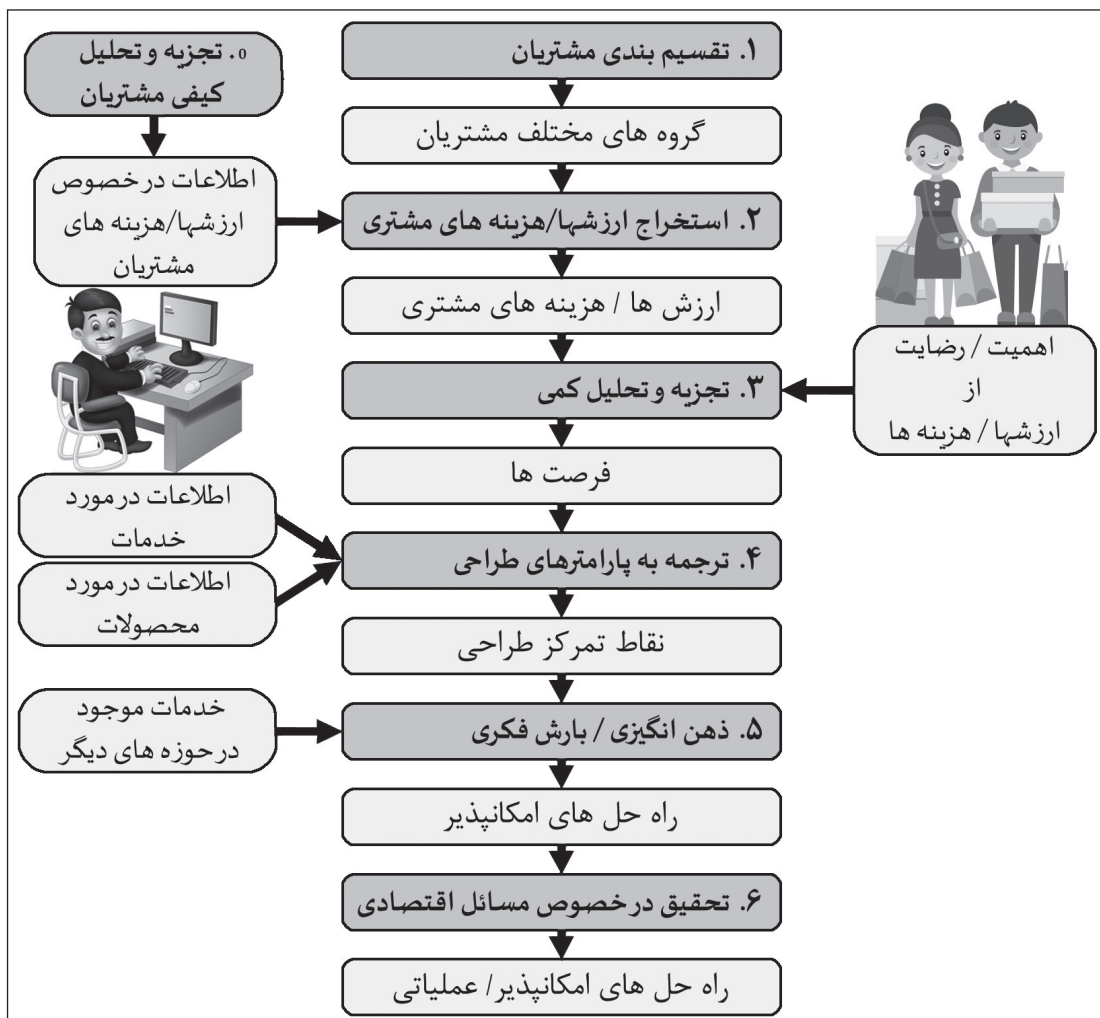 ۰. تجزیه و تحلیل
کیفی مشتریان
اطلاعات در خصوص
ارزشها/هزینه های
مشتریان
۱. تقسیم بندی مشتریان
گروه های مختلف مشتریان
۲. استخراج ارزشها/هزینه های مشتری
ارزش ها / هزینه های مشتری
اهمیت / رضایت
از
ارزشها / هزینه ها
۳. تجزیه و تحلیل کمی
فرصت ها
اطلاعات در مورد
خدمات
اطلاعات در مورد
محصولات
۴. ترجمه به پارامترهای طراحی
نقاط تمرکز طراحی
خدمات موجود
در حوزه های دیگر
۵. ذهن انگیزی / بارش فکری
راه حل های امکانپذیر
۶. تحقیق در خصوص مسائل اقتصادی
راه حل های امکانپذیر/ عملیاتی